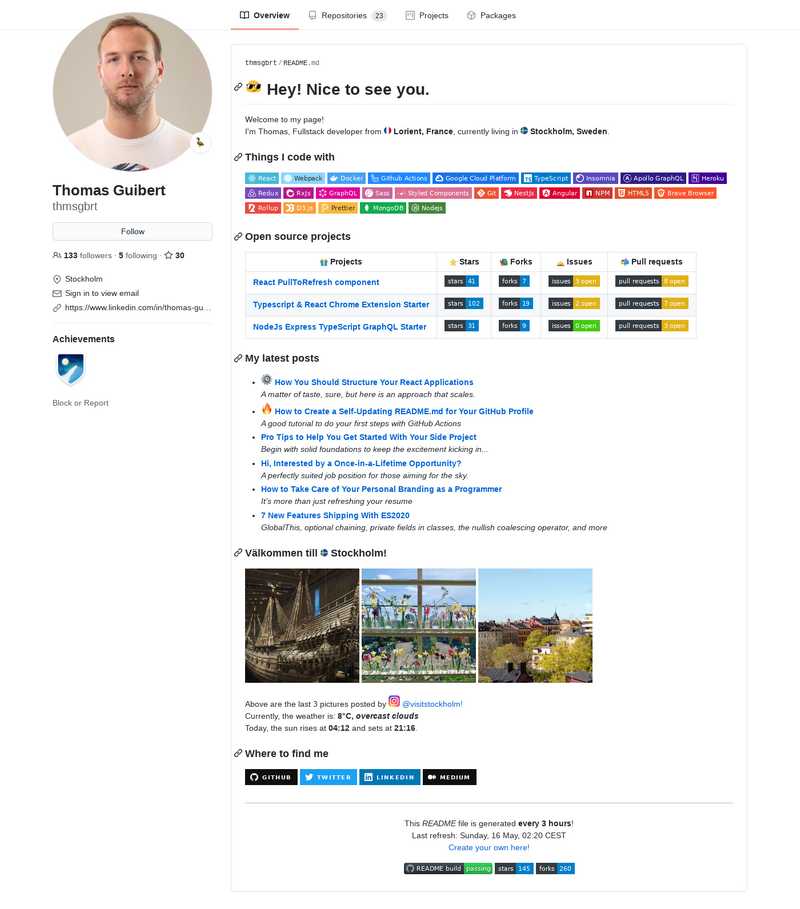 Overview
Repositories 23
Projects
Packages
Thomas Guibert
thmsgbrt
Follow
133 followers · 5 following · 30
Stockholm
Sign in to view email
https://www.linkedin.com/in/thomas-gu…
Achievements
Block or Report
thmsgbrt / README.md
Hey! Nice to see you.
Welcome to my page!
I'm Thomas, Fullstack developer from Lorient, France, currently living in Stockholm, Sweden.
Things I code with
React Webpack Docker Github Actions Google Cloud Platform TypeScript Insomnia Apollo GraphQL Heroku
Redux RxJs GraphQL Sass Styled Components Git NestJs Angular NPM HTML5 Brave Browser
Rollup D3.js Prettier MongoDB Nodejs
Open source projects
Projects Stars Forks Issues Pull requests
React PullToRefresh component stars 41 forks 7 issues 3 open pull requests 8 open
Typescript & React Chrome Extension Starter stars 102 forks 19 issues 2 open pull requests 7 open
NodeJs Express TypeScript GraphQL Starter stars 31 forks 9 issues 0 open pull requests 3 open
My latest posts
How You Should Structure Your React Applications
A matter of taste, sure, but here is an approach that scales.
How to Create a Self-Updating README.md for Your GitHub Profile
A good tutorial to do your first steps with GitHub Actions
Pro Tips to Help You Get Started With Your Side Project
Begin with solid foundations to keep the excitement kicking in...
Hi, Interested by a Once-in-a-Lifetime Opportunity?
A perfectly suited job position for those aiming for the sky.
How to Take Care of Your Personal Branding as a Programmer
It's more than just refreshing your resume
7 New Features Shipping With ES2020
GlobalThis, optional chaining, private fields in classes, the nullish coalescing operator, and more
Välkommen till Stockholm!
Above are the last 3 pictures posted by @visitstockholm!
Currently, the weather is: 8°C, overcast clouds
Today, the sun rises at 04:12 and sets at 21:16.
Where to find me
GITHUB TWITTER LINKEDIN MEDIUM
This README file is generated every 3 hours!
Last refresh: Sunday, 16 May, 02:20 CEST
Create your own here!
README build passing stars 145 forks 260